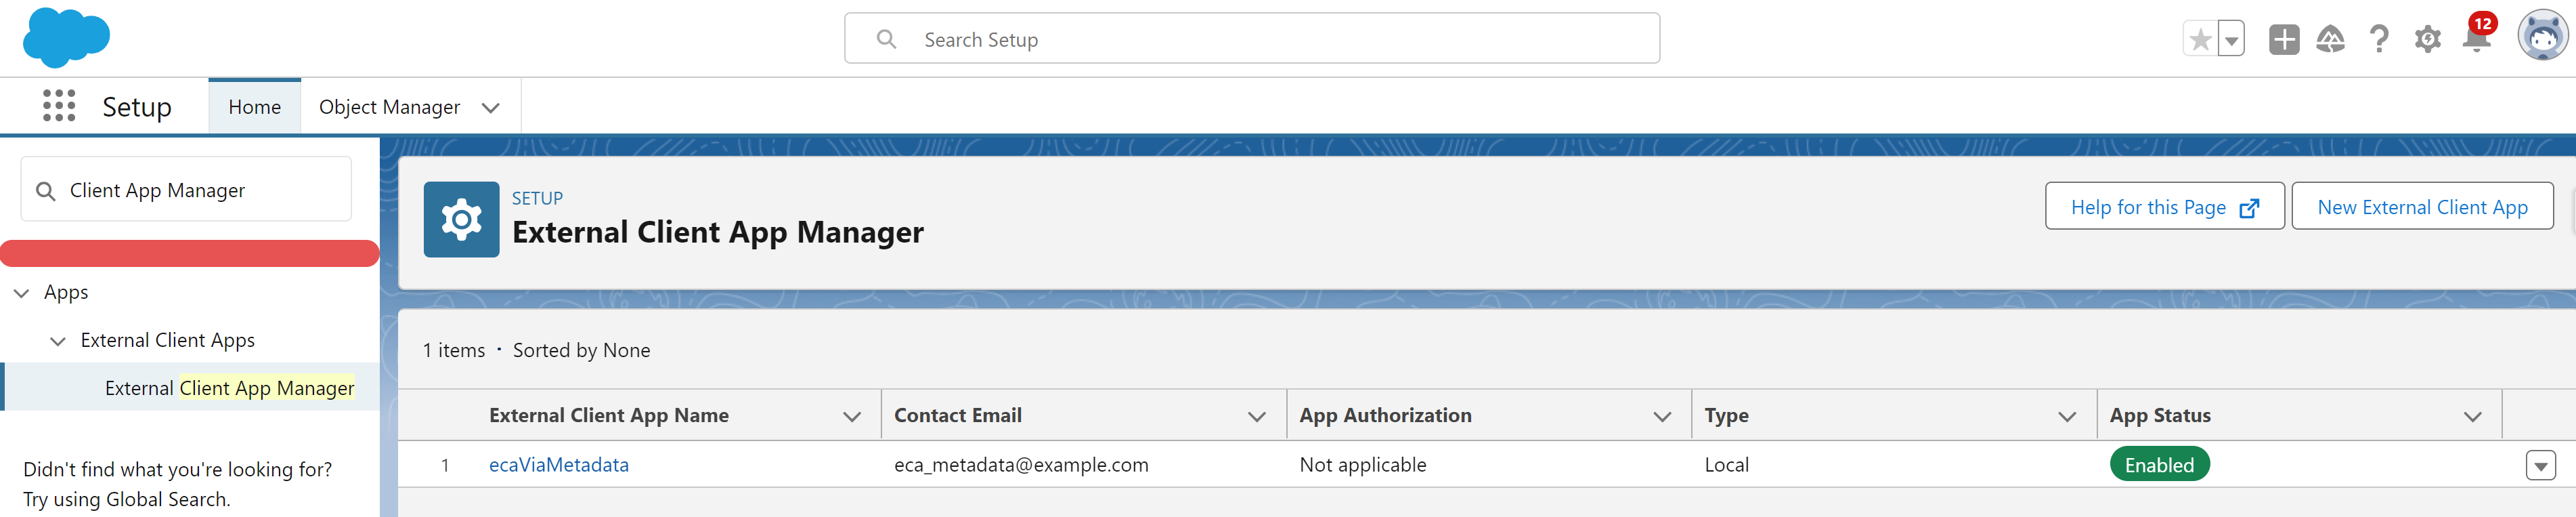 Search Setup
12
Setup
Home
Object Manager
Client App Manager
Apps
External Client Apps
External Client App Manager
Didn't find what you're looking for?
Try using Global Search.
SETUP
External Client App Manager
Help for this Page
New External Client App
1 items • Sorted by None
External Client App Name
Contact Email
App Authorization
Type
App Status
1
ecaViaMetadata
eca_metadata@example.com
Not applicable
Local
Enabled